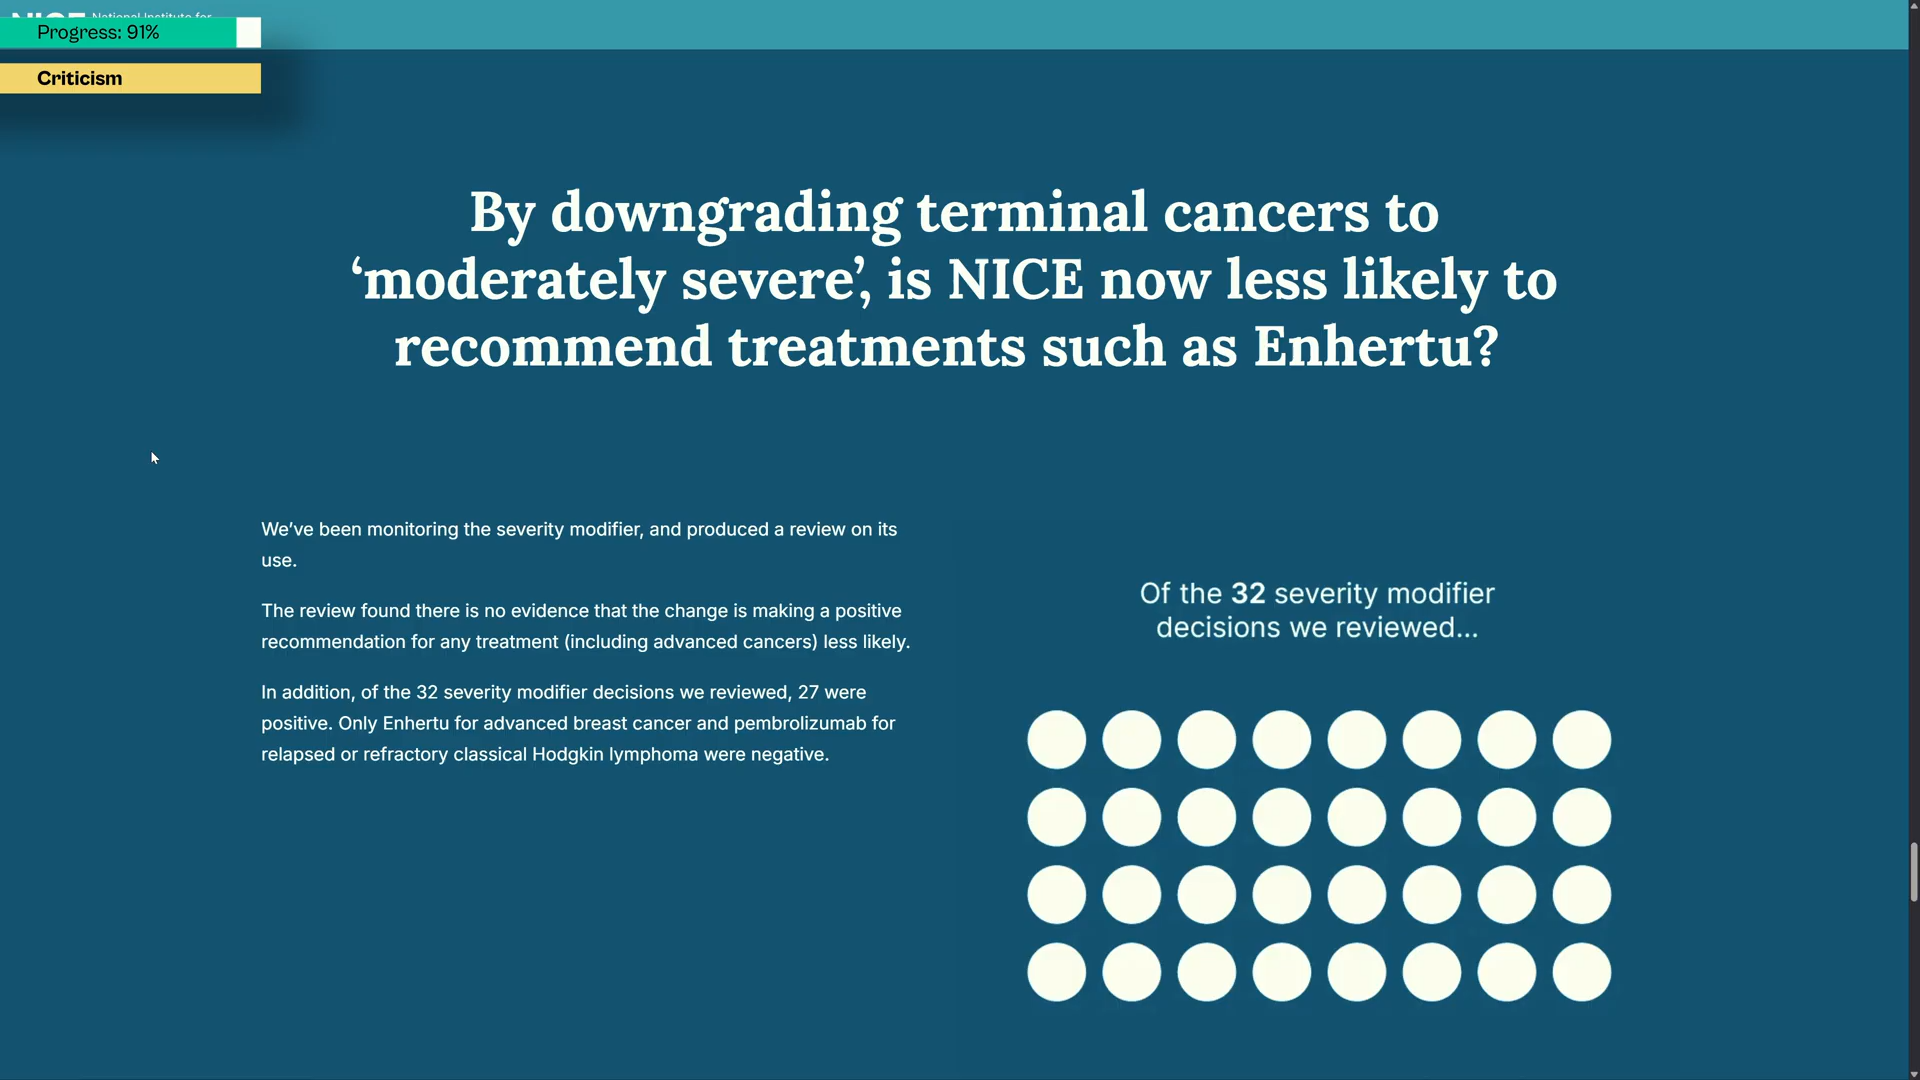 National Institute for
Progress: 91%
Criticism
By downgrading terminal cancers to
‘moderately severe’, is NICE now less likely to
recommend treatments such as Enhertu?
We’ve been monitoring the severity modifier, and produced a review on its
use.
The review found there is no evidence that the change is making a positive
recommendation for any treatment (including advanced cancers) less likely.
In addition, of the 32 severity modifier decisions we reviewed, 27 were
positive. Only Enhertu for advanced breast cancer and pembrolizumab for
relapsed or refractory classical Hodgkin lymphoma were negative.
Of the 32 severity modifier
decisions we reviewed...